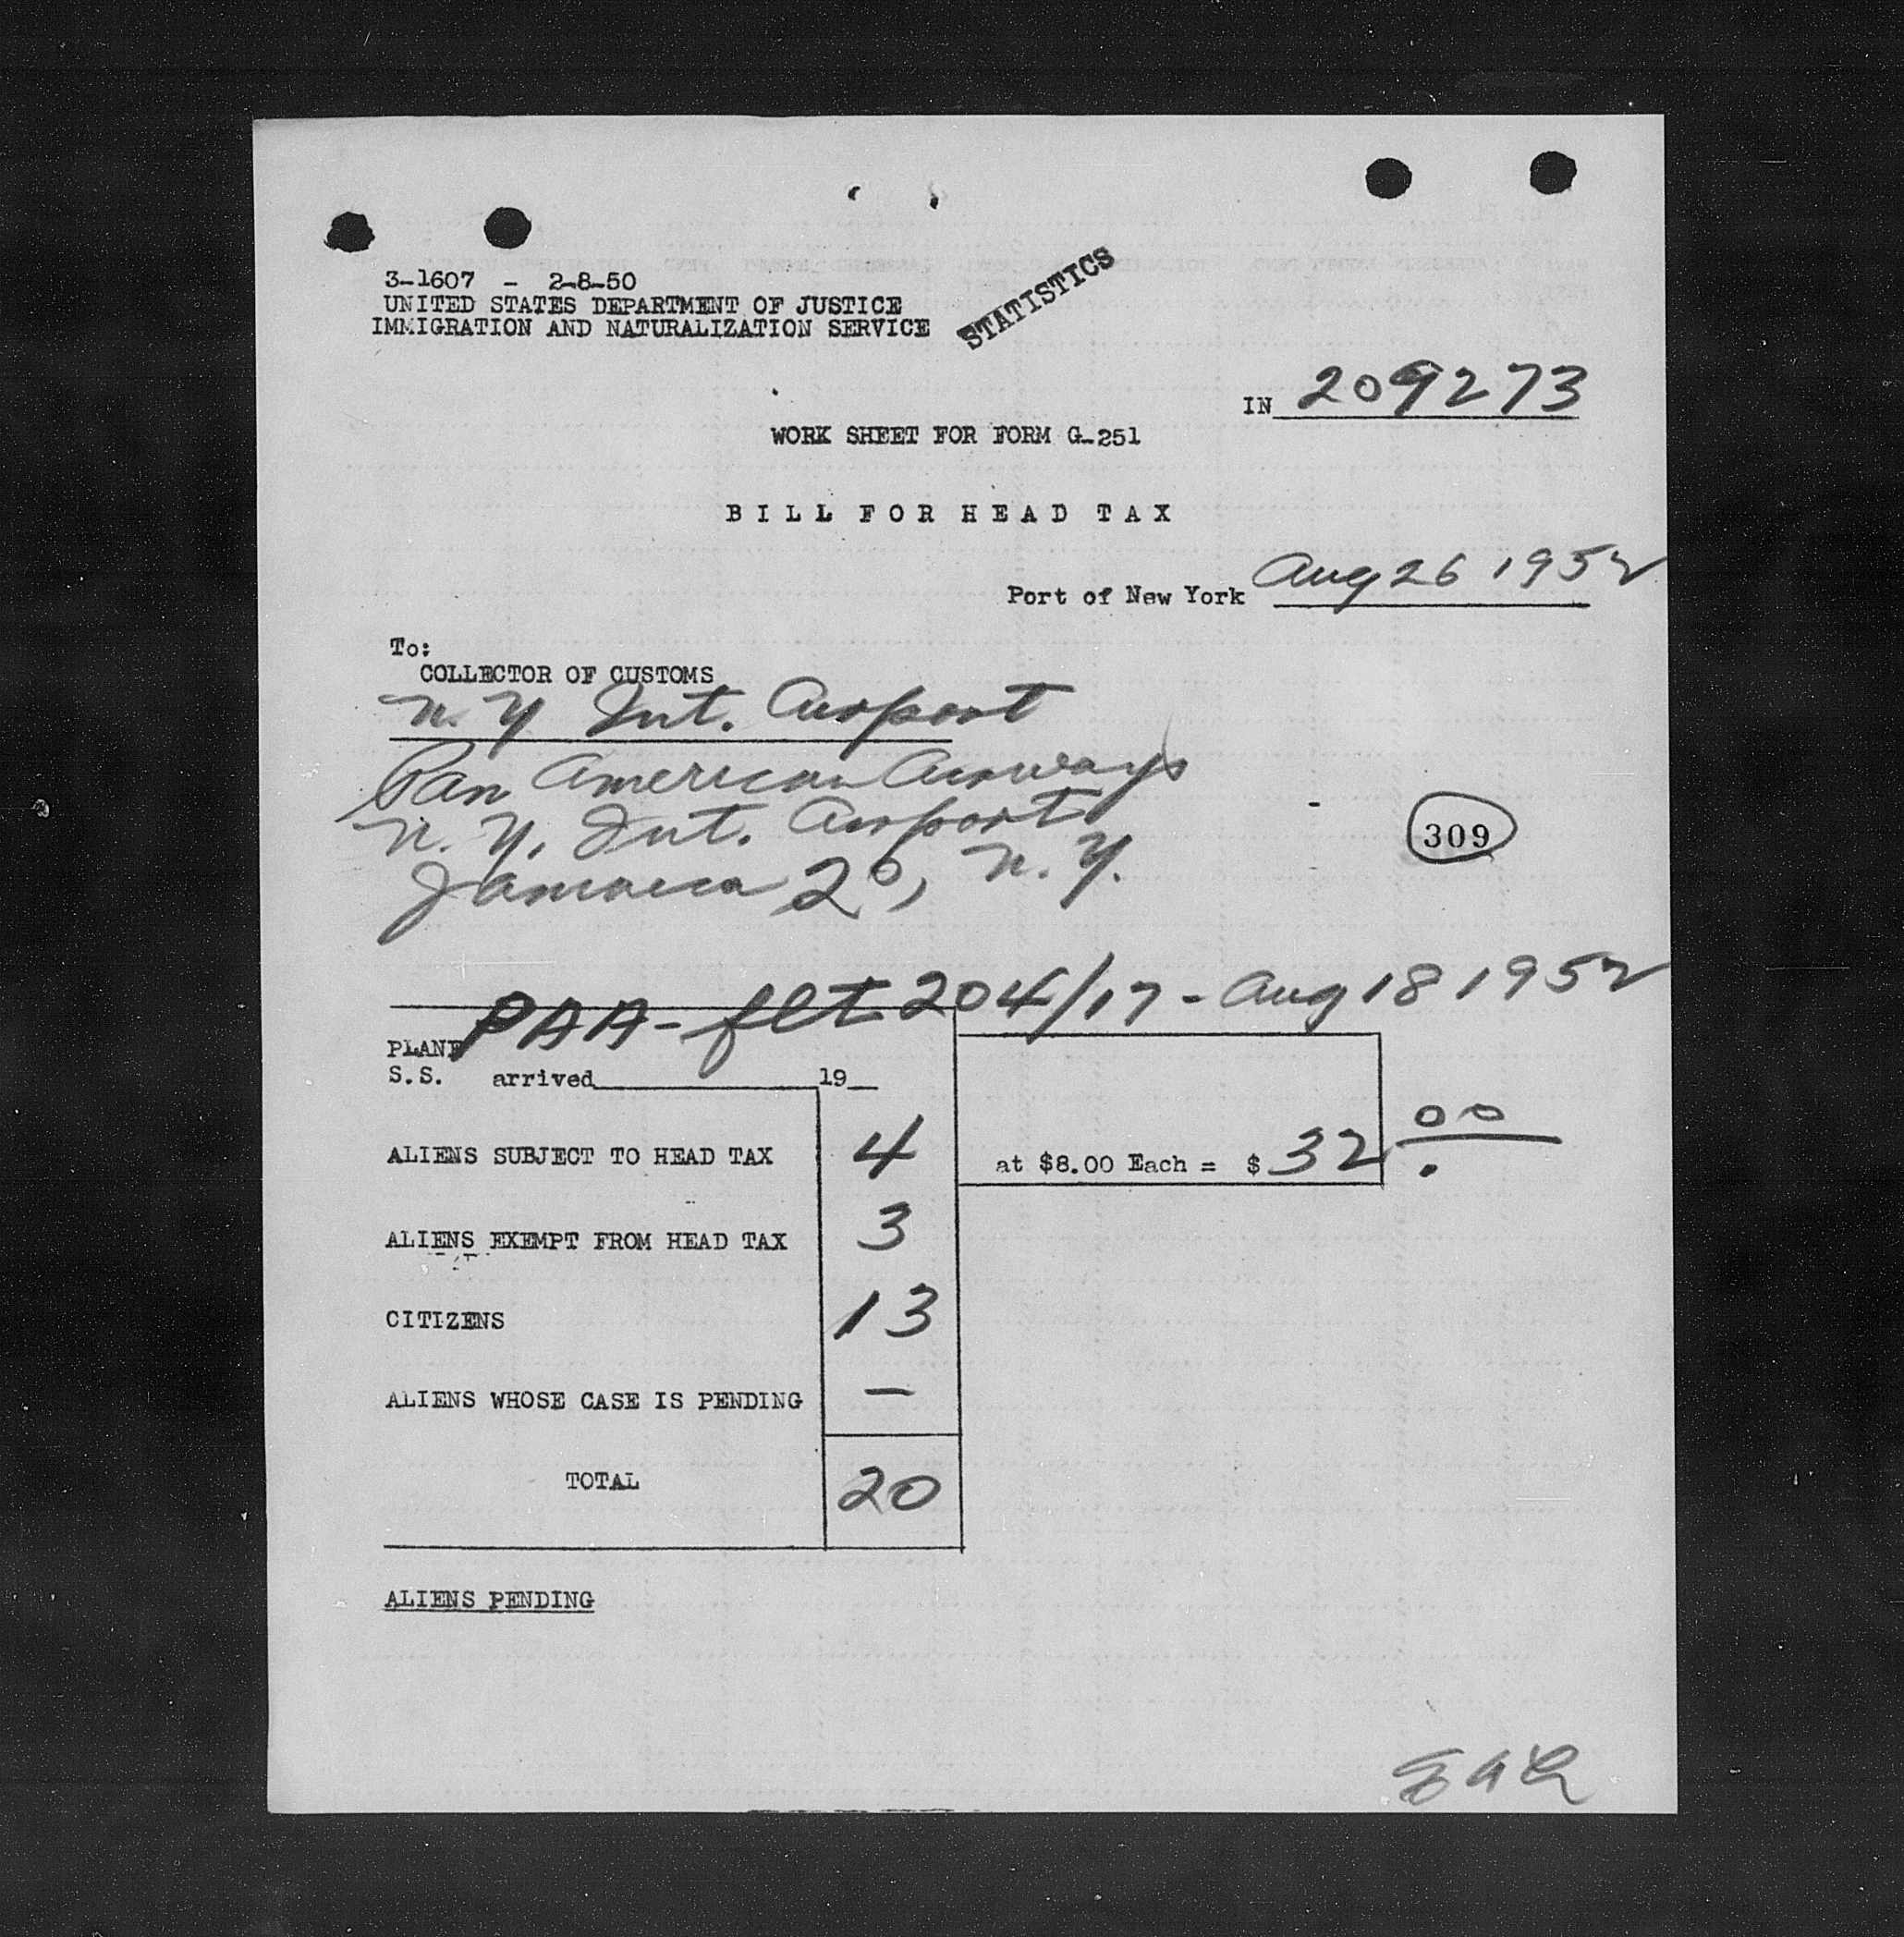 3-1607 - 2-8-50
UNITED STATES DEPARTMENT OF JUSTICE
IMMIGRATION AND NATURALIZATION SERVICE
STATISTICS
IN 209273
WORK SHEET FOR FORM G-251
BILL FOR HEAD TAX
Port of New York Aug 26 1952
To:
COLLECTOR OF CUSTOMS
N.Y Int. Airport
Pan American Airways
N.Y. Int. Airport
309
Jamaica 20, N.Y.
PAA - flt 204/17 - Aug 18 1952
PLANE
S.S. arrived 19
ALIENS SUBJECT TO HEAD TAX 4 at $8.00 Each = $ 32.00
ALIENS EXEMPT FROM HEAD TAX 3
CITIZENS 13
ALIENS WHOSE CASE IS PENDING —
TOTAL 20
ALIENS PENDING